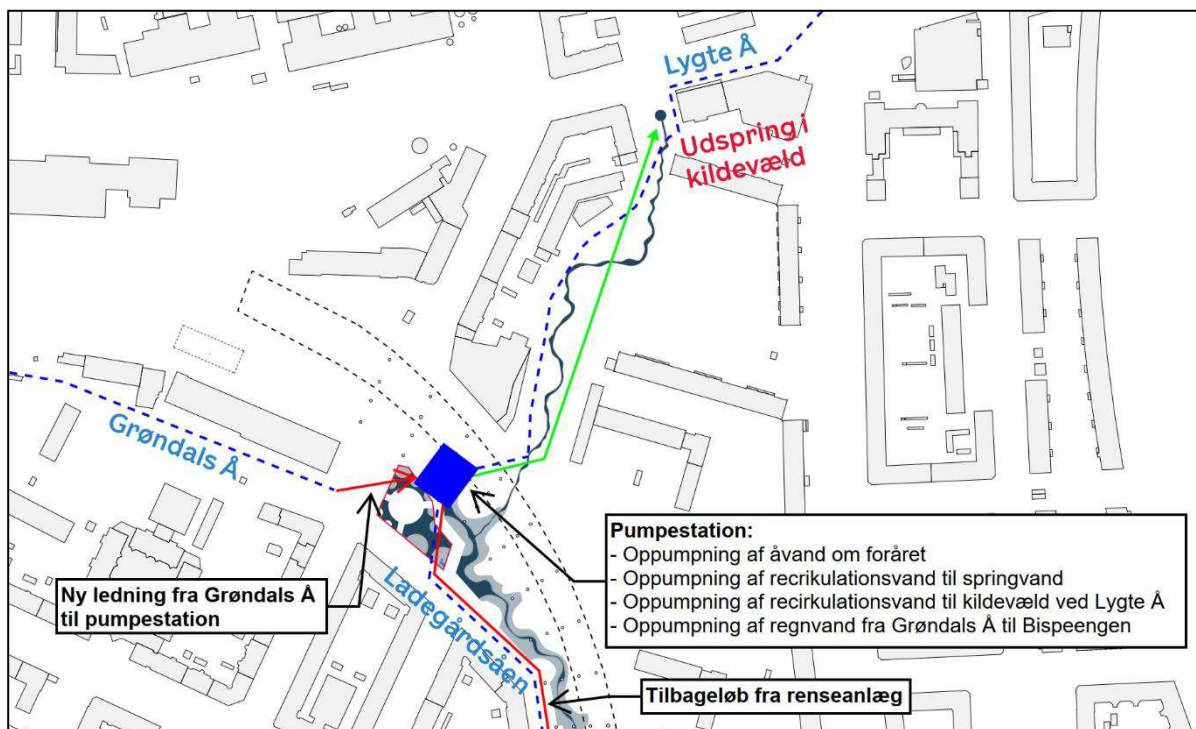 Lygte Å
Udspring i
kildevæld
Grøndals Å
Pumpestation:
- Oppumpning af åvand om foråret
- Oppumpning af recrikulationsvand til springvand
- Oppumpning af recirkulationsvand til kildevæld ved Lygte Å
- Oppumpning af regnvand fra Grøndals Å til Bispeengen
Ny ledning fra Grøndals Å
til pumpestation
Ladegårdsåen
Tilbageløb fra renseanlæg